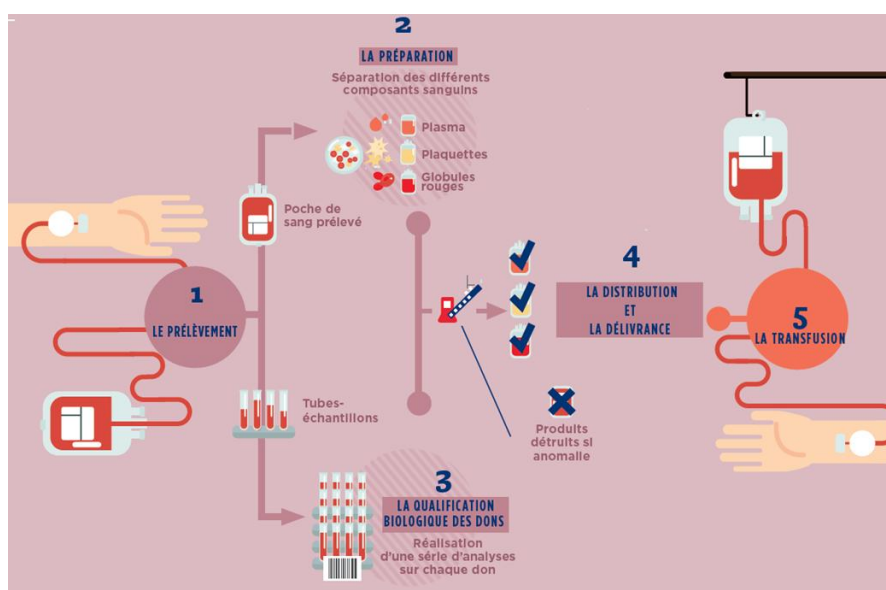 2
LA PRÉPARATION
Séparation des différents
composants sanguins
Plasma
Plaquettes
Globules
rouges
Poche de
sang prélevé
1
LE PRÉLÈVEMENT
Tubes-
échantillons
3
LA QUALIFICATION
BIOLOGIQUE DES DONS
Réalisation
d'une série d'analyses
sur chaque don
4
LA DISTRIBUTION
ET
LA DÉLIVRANCE
Produits
détruits si
anomalie
5
LA TRANSFUSION